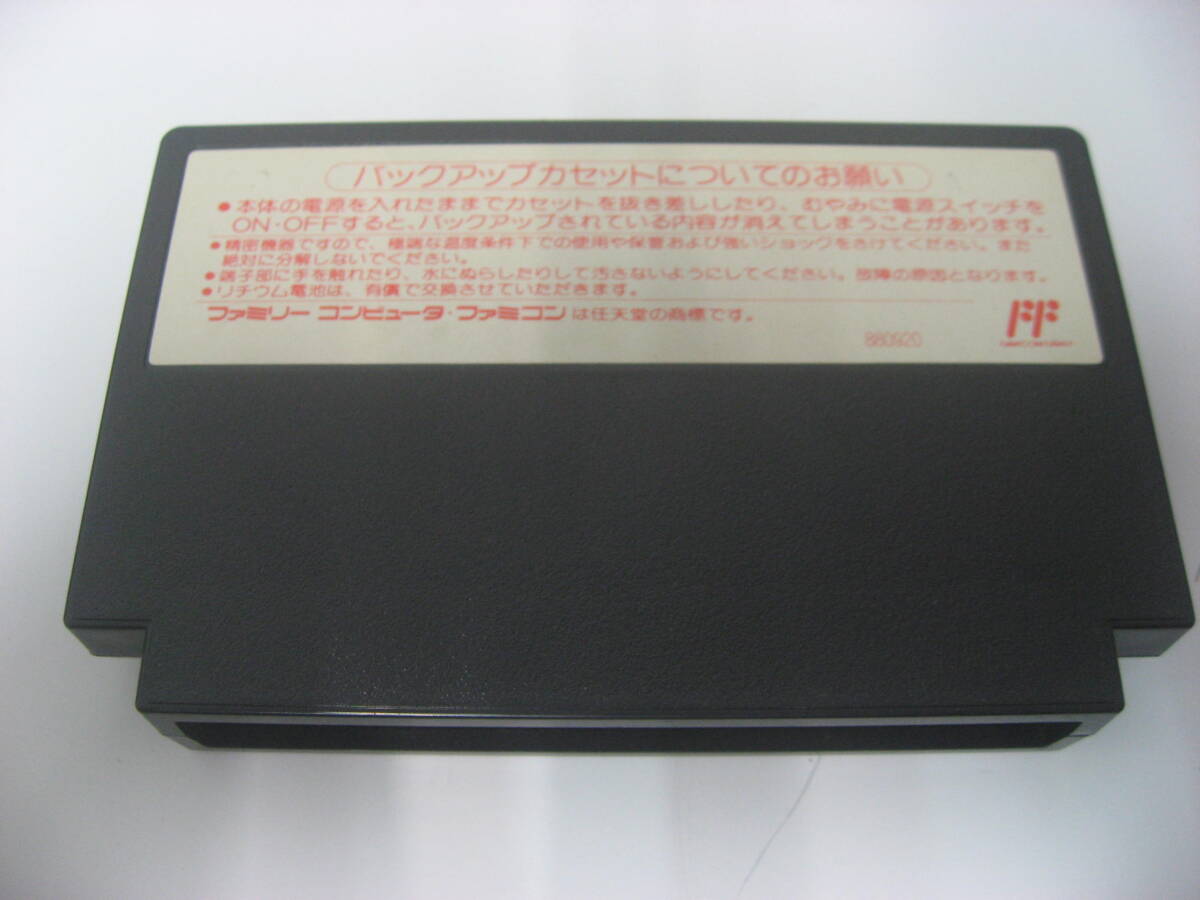 バックアップカセットについてのお願い
●本体の電源を入れたままでカセットを抜き差ししたり、むやみに電源スイッチを
ON・OFFすると、バックアップされている内容が消えてしまうことがあります。
●精密機器ですので、極端な温度条件下での使用や保管および強いショックをさけてください。また
絶対に分解しないでください。
●端子部に手を触れたり、水にぬらしたりして汚さないようにしてください。故障の原因となります。
●リチウム電池は、有償で交換させていただきます。
ファミリー コンピュータ・ファミコンは任天堂の商標です。
880920
FF